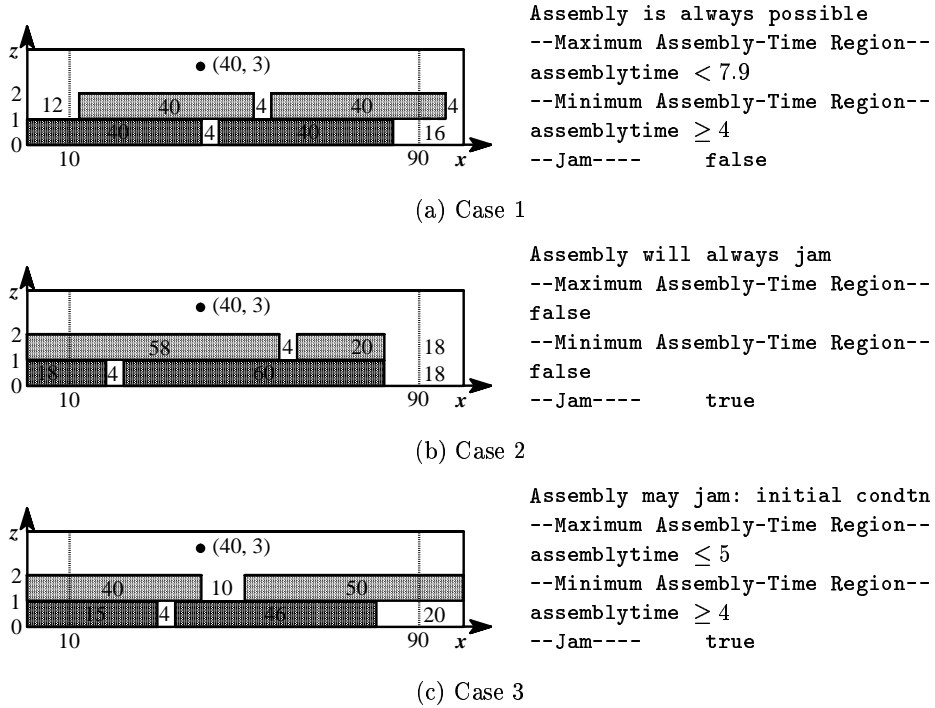 z
(40, 3)
2
12
40
4
40
4
1
40
4
40
16
0
10
90
x
Assembly is always possible
--Maximum Assembly-Time Region--
assemblytime < 7.9
--Minimum Assembly-Time Region--
assemblytime ≥ 4
--Jam---- false
(a) Case 1
z
(40, 3)
2
58
4
20
18
1
18
4
60
18
0
10
90
x
Assembly will always jam
--Maximum Assembly-Time Region--
false
--Minimum Assembly-Time Region--
false
--Jam---- true
(b) Case 2
z
(40, 3)
2
40
10
50
1
15
4
46
20
0
10
90
x
Assembly may jam: initial condtn
--Maximum Assembly-Time Region--
assemblytime ≤ 5
--Minimum Assembly-Time Region--
assemblytime ≥ 4
--Jam---- true
(c) Case 3